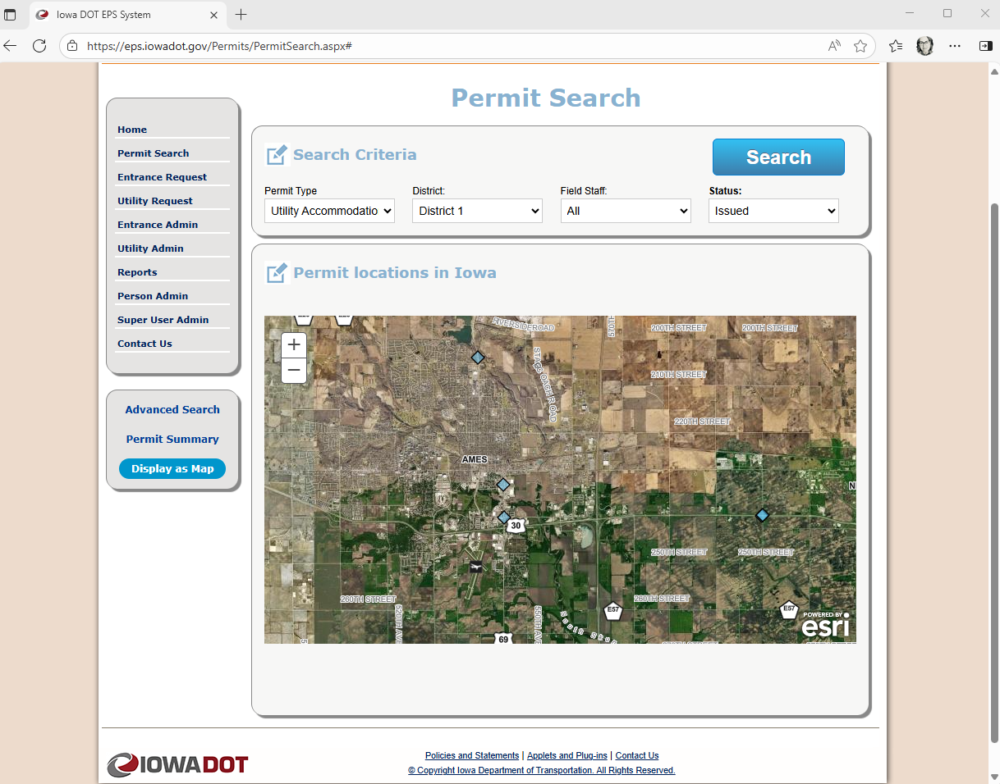 Iowa DOT EPS System
https://eps.iowadot.gov/Permits/PermitSearch.aspx#
Permit Search
Home
Permit Search
Entrance Request
Utility Request
Entrance Admin
Utility Admin
Reports
Person Admin
Super User Admin
Contact Us
Advanced Search
Permit Summary
Display as Map
Search Criteria
Search
Permit Type
District:
Field Staff:
Status:
Utility Accommodatio
District 1
All
Issued
Permit locations in Iowa
RIVERSIDE ROAD
570TH
200TH STREET
200TH STREET
STAGECOACH ROAD
210TH STREET
220TH STREET
AMES
30
250TH STREET
250TH STREET
260TH STREET
260TH STREET
520TH AVE
550TH AVE
E57
E57
69
POWERED BY
esri
IOWADOT
Policies and Statements | Applets and Plug-ins | Contact Us
© Copyright Iowa Department of Transportation. All Rights Reserved.